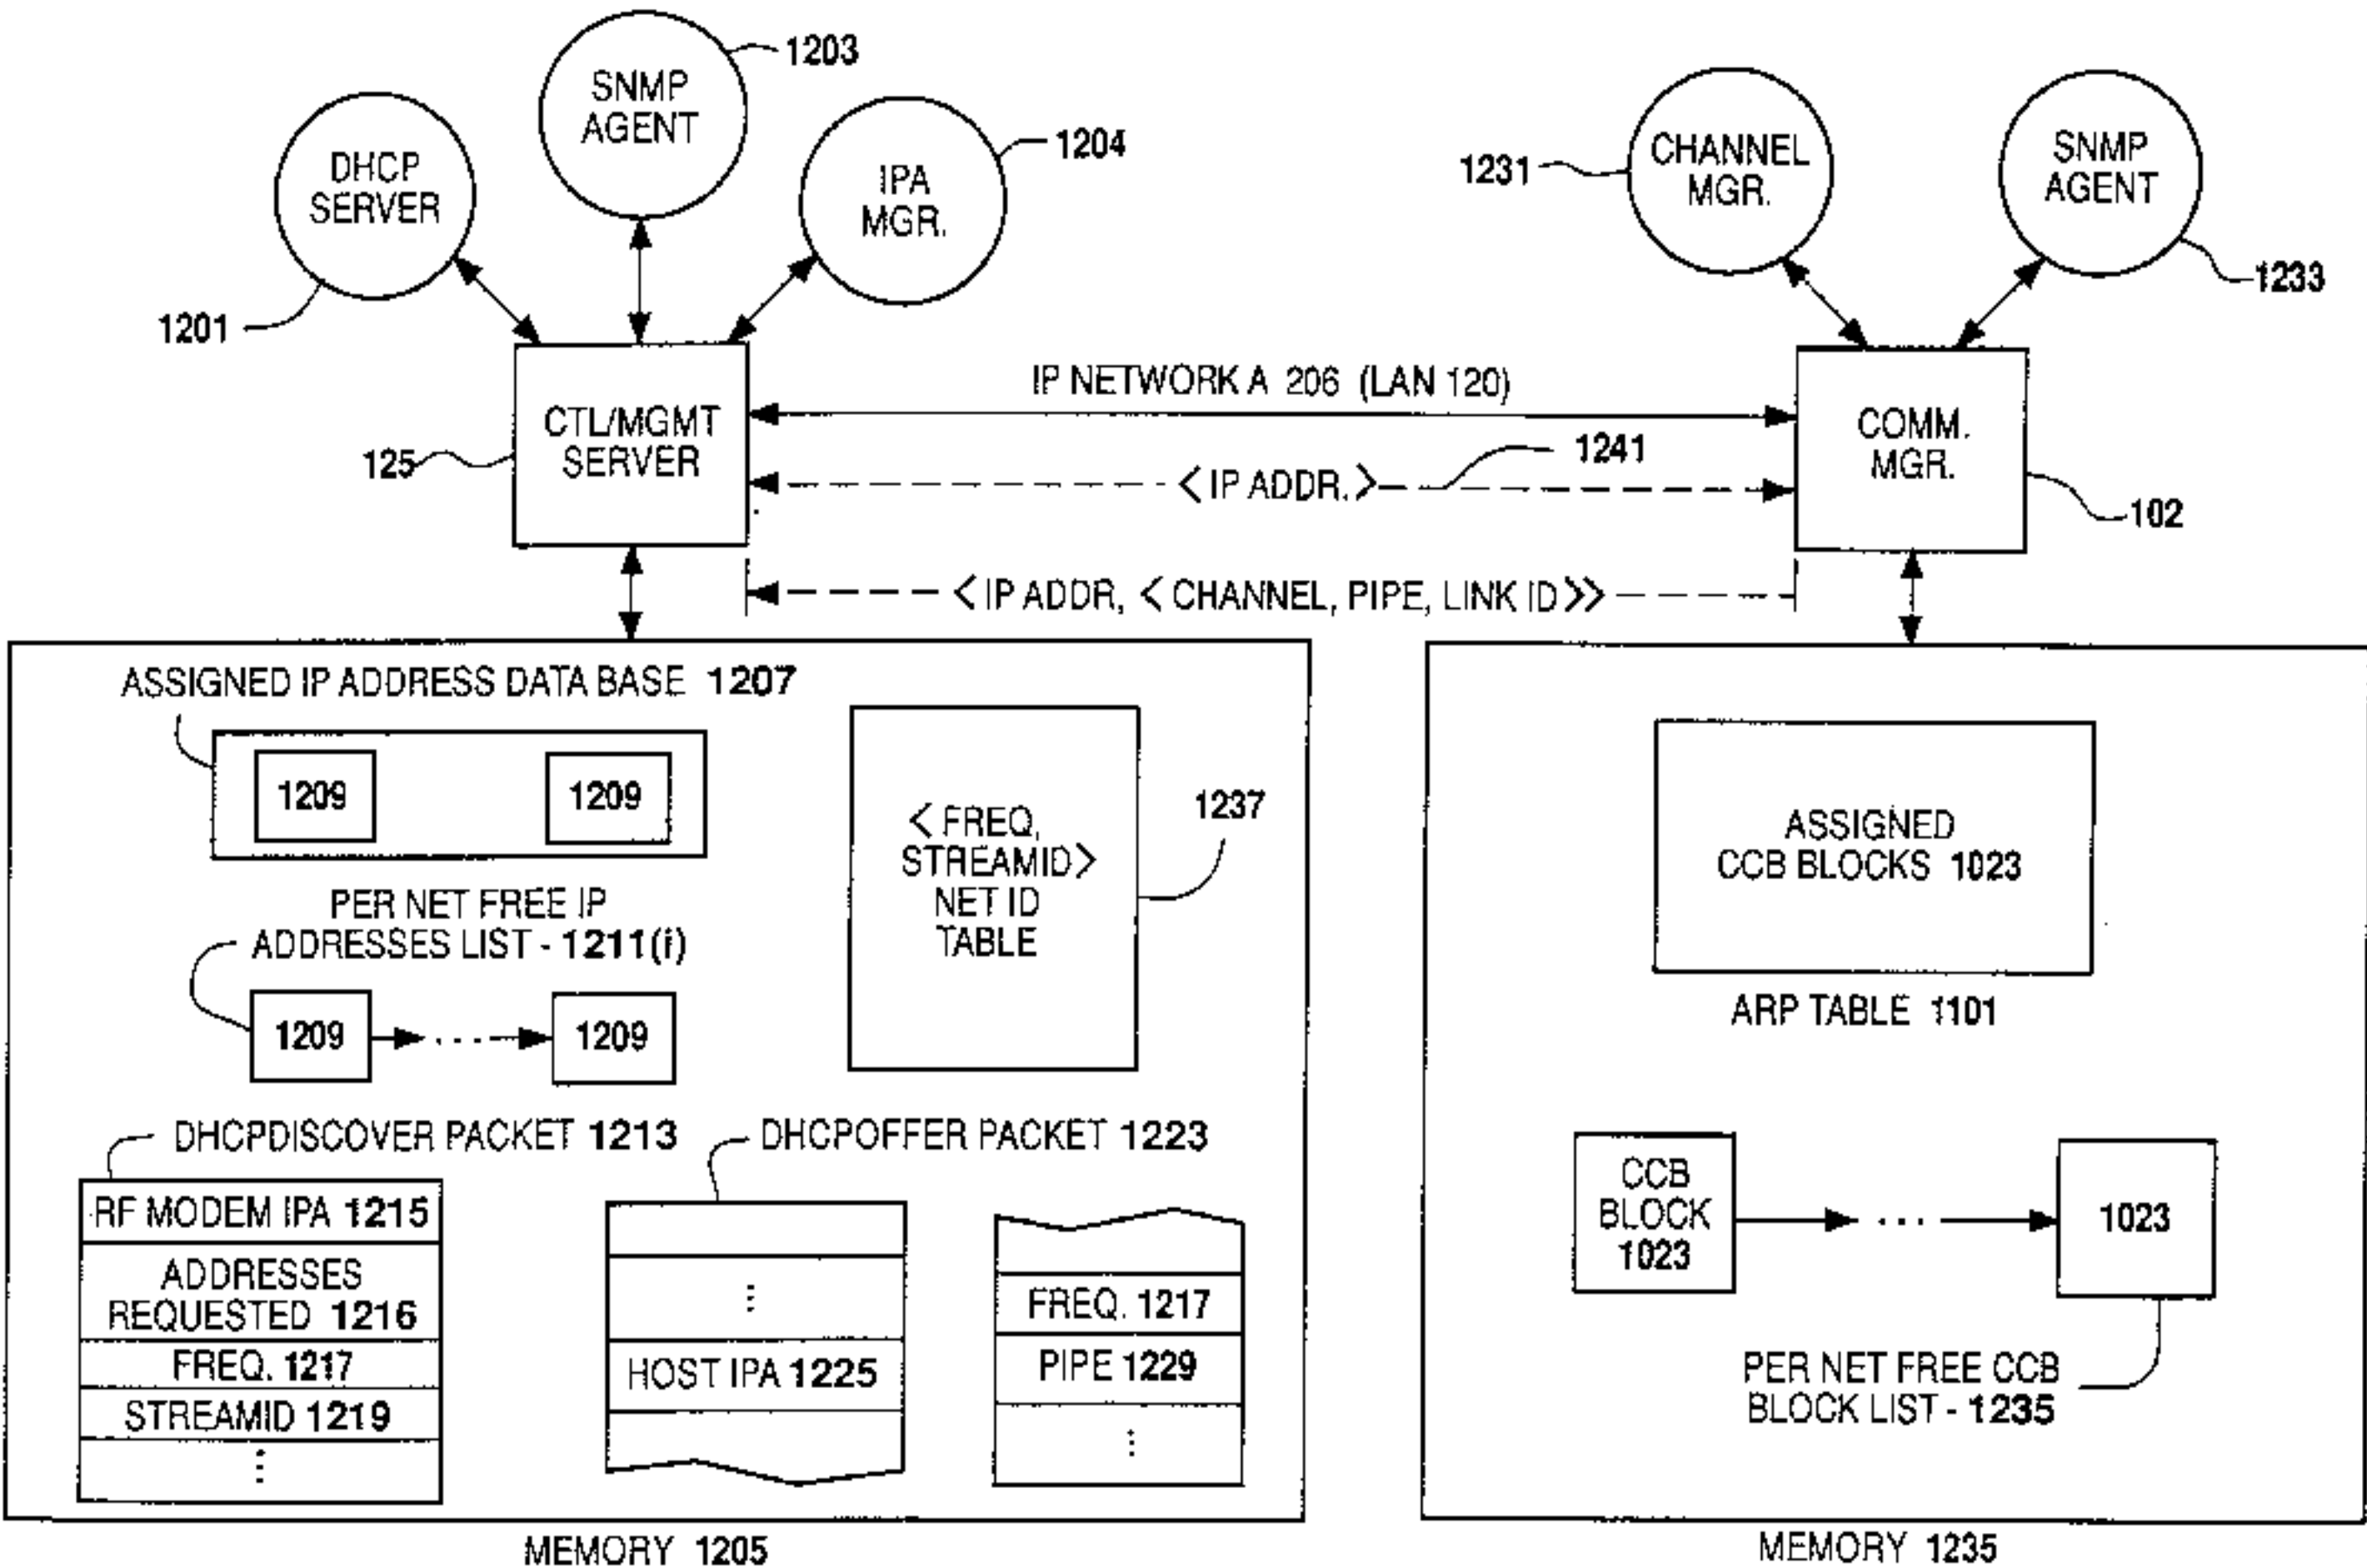 1203
SNMP
AGENT
DHCP
SERVER
1204
IPA
MGR.
1201
1231
CHANNEL
MGR.
SNMP
AGENT
1233
IP NETWORK A 206 (LAN 120)
CTL/MGMT
SERVER
125
COMM.
MGR.
1241
<IP ADDR.>
102
<IP ADDR, <CHANNEL, PIPE, LINK ID>>
ASSIGNED IP ADDRESS DATA BASE 1207
1209
1209
PER NET FREE IP
ADDRESSES LIST - 1211(i)
1209
...
1209
<FREQ,
STREAMID>
NET ID
TABLE
1237
DHCPDISCOVER PACKET 1213
RF MODEM IPA 1215
ADDRESSES
REQUESTED 1216
FREQ. 1217
STREAMID 1219
⋮
DHCPOFFER PACKET 1223
⋮
HOST IPA 1225
FREQ. 1217
PIPE 1229
⋮
MEMORY 1205
ASSIGNED
CCB BLOCKS 1023
ARP TABLE 1101
CCB
BLOCK
1023
...
1023
PER NET FREE CCB
BLOCK LIST - 1235
MEMORY 1235